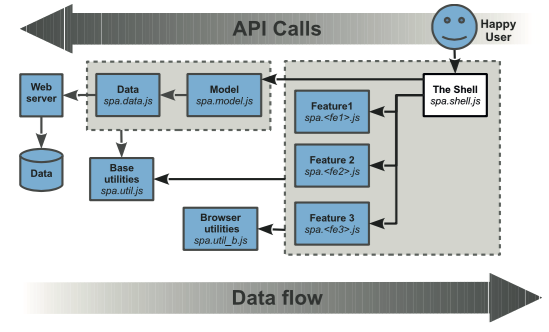 API Calls
Happy
User
Web
server
Data
spa.data.js
Model
spa.model.js
The Shell
spa.shell.js
Feature1
spa.<fe1>.js
Data
Base
utilities
spa.util.js
Feature 2
spa.<fe2>.js
Browser
utilities
spa.util_b.js
Feature 3
spa.<fe3>.js
Data flow